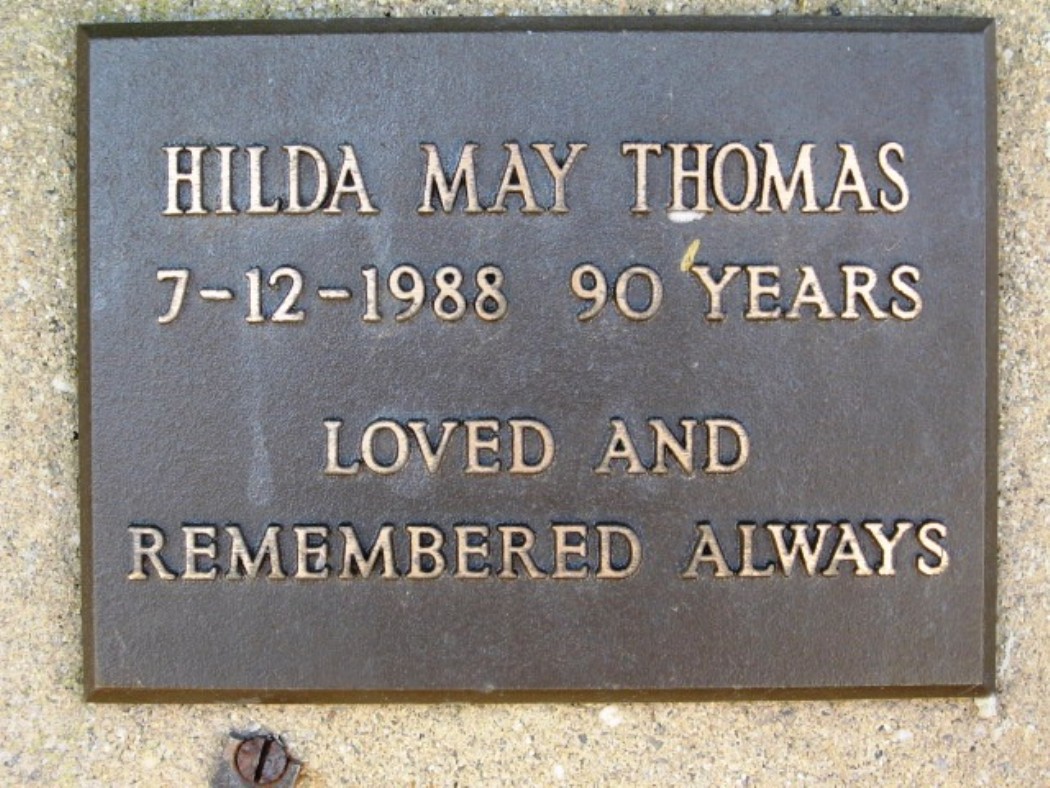 HILDA MAY THOMAS
7-12-1988 90 YEARS
LOVED AND
REMEMBERED ALWAYS